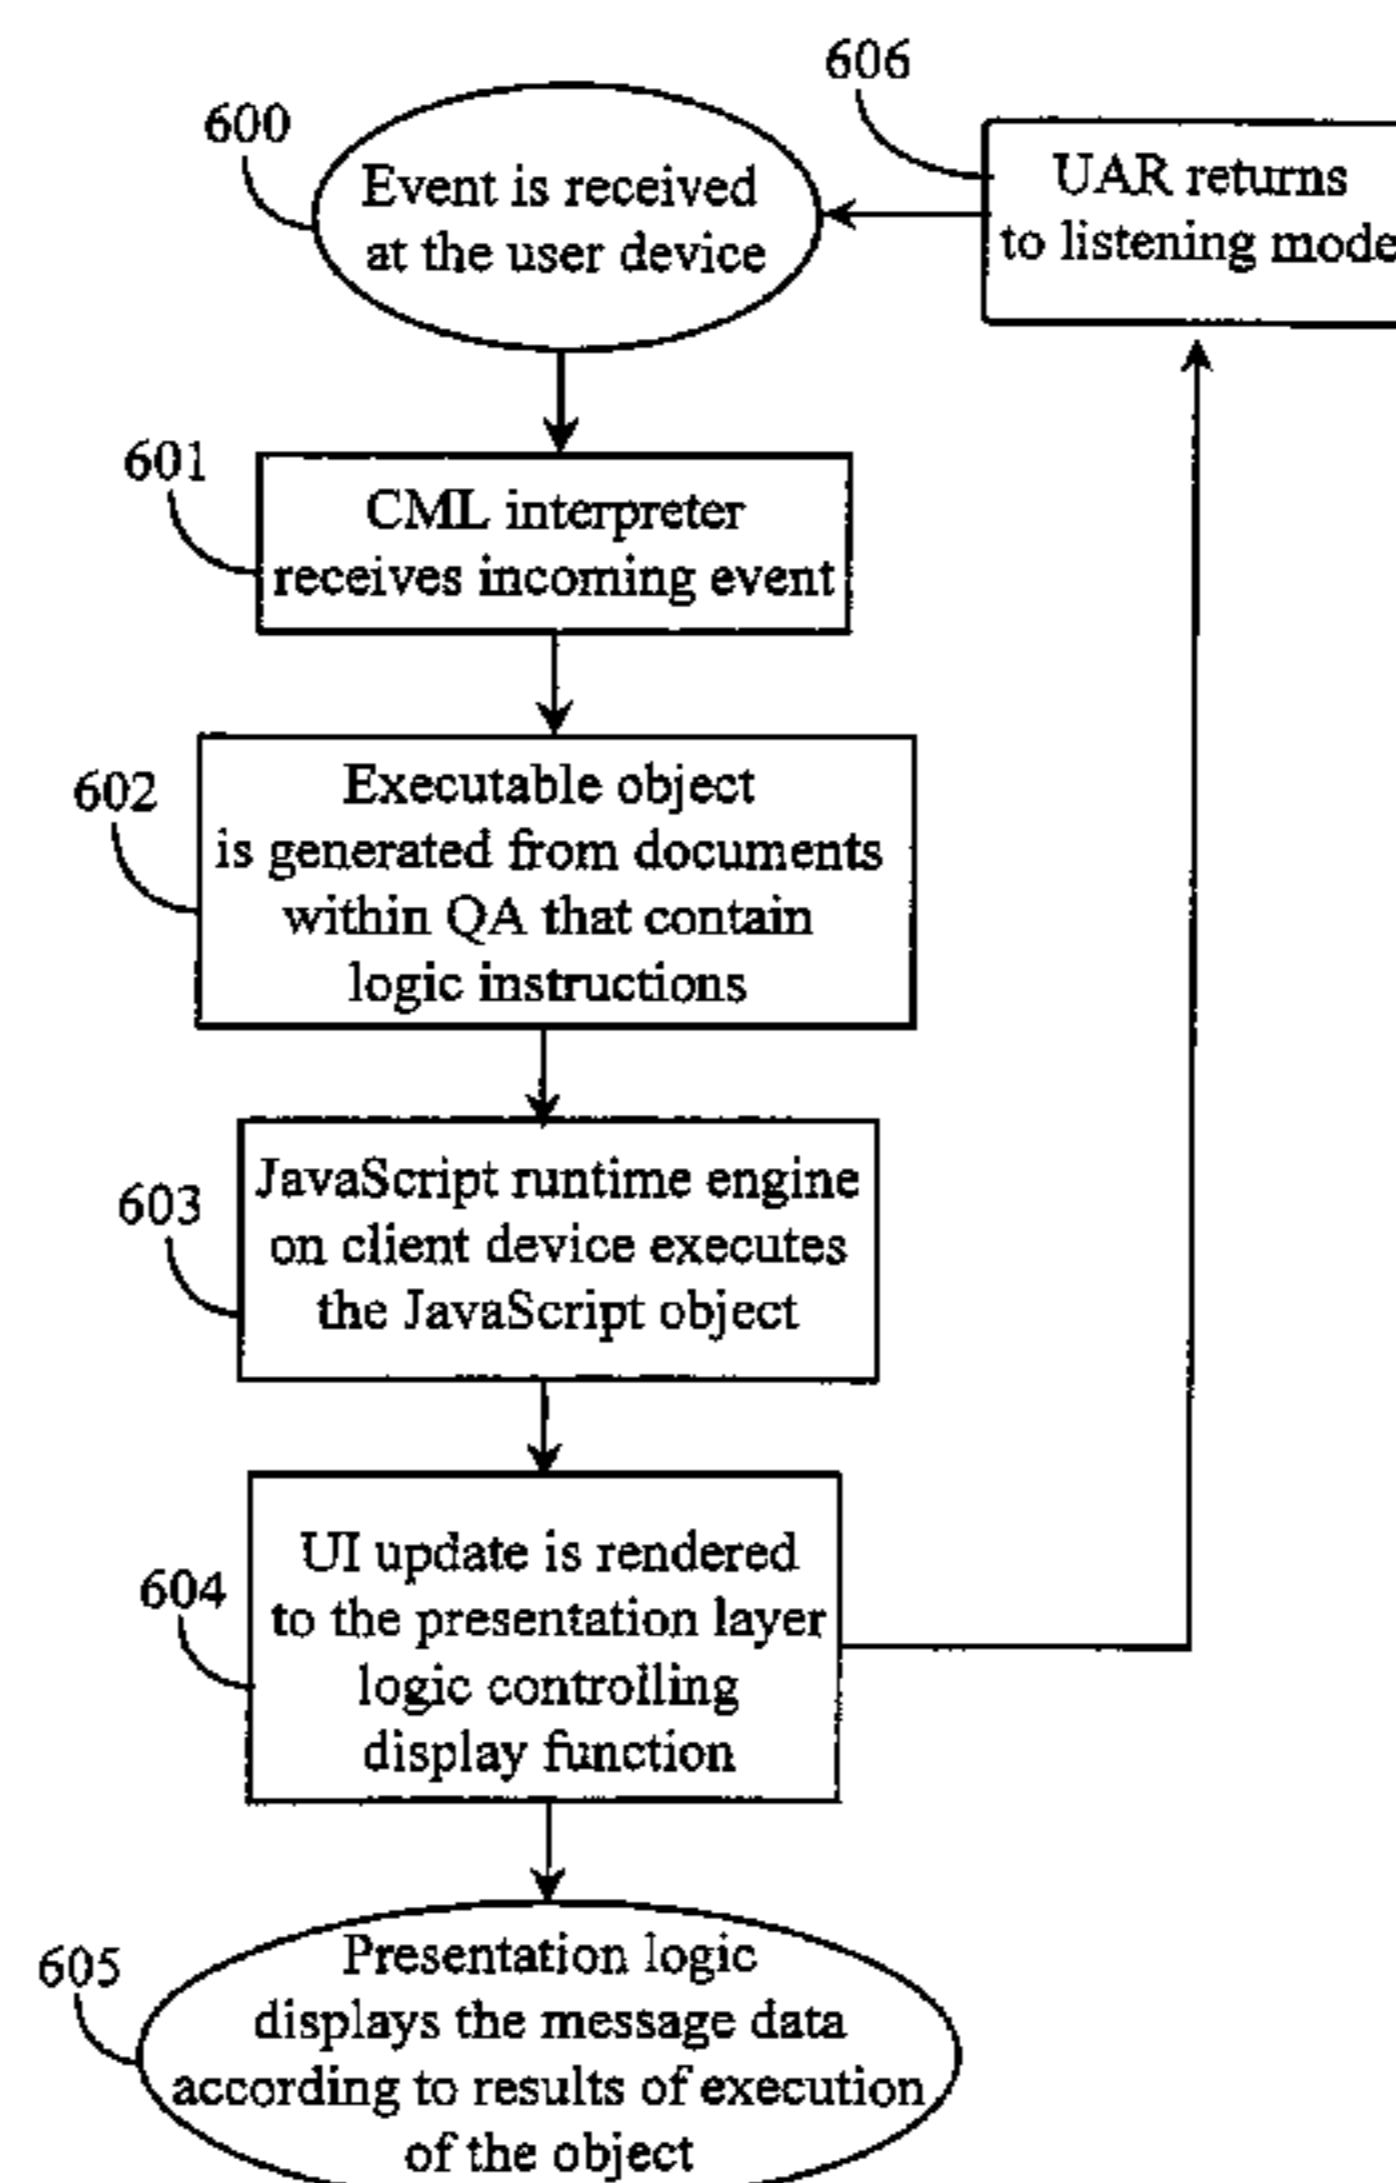 606
600
UAR returns
to listening mode
Event is received
at the user device
601
CML interpreter
receives incoming event
602
Executable object
is generated from documents
within QA that contain
logic instructions
603
JavaScript runtime engine
on client device executes
the JavaScript object
604
UI update is rendered
to the presentation layer
logic controlling
display function
605
Presentation logic
displays the message data
according to results of execution
of the object